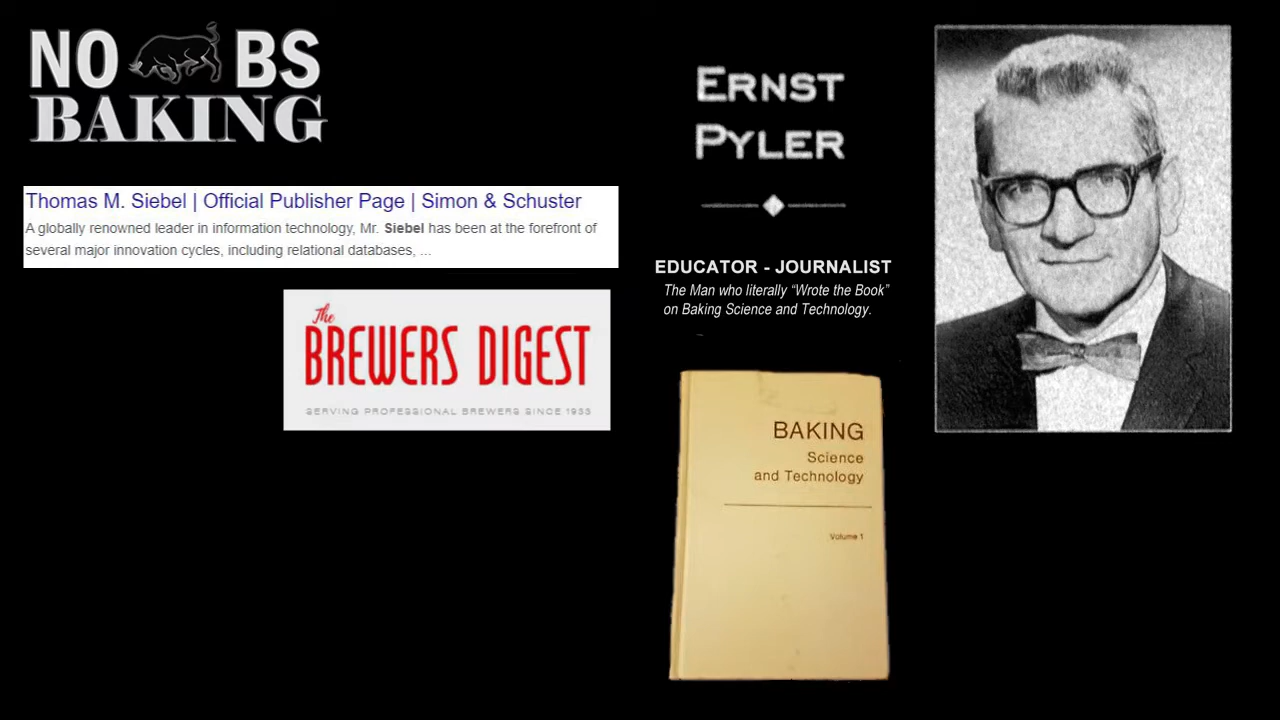 NO BS
BAKING
Thomas M. Siebel | Official Publisher Page | Simon & Schuster
A globally renowned leader in information technology, Mr. Siebel has been at the forefront of
several major innovation cycles, including relational databases, ...
The
BREWERS DIGEST
SERVING PROFESSIONAL BREWERS SINCE 1933
ERNST
PYLER
EDUCATOR - JOURNALIST
The Man who literally “Wrote the Book”
on Baking Science and Technology.
BAKING
Science
and Technology
Volume 1